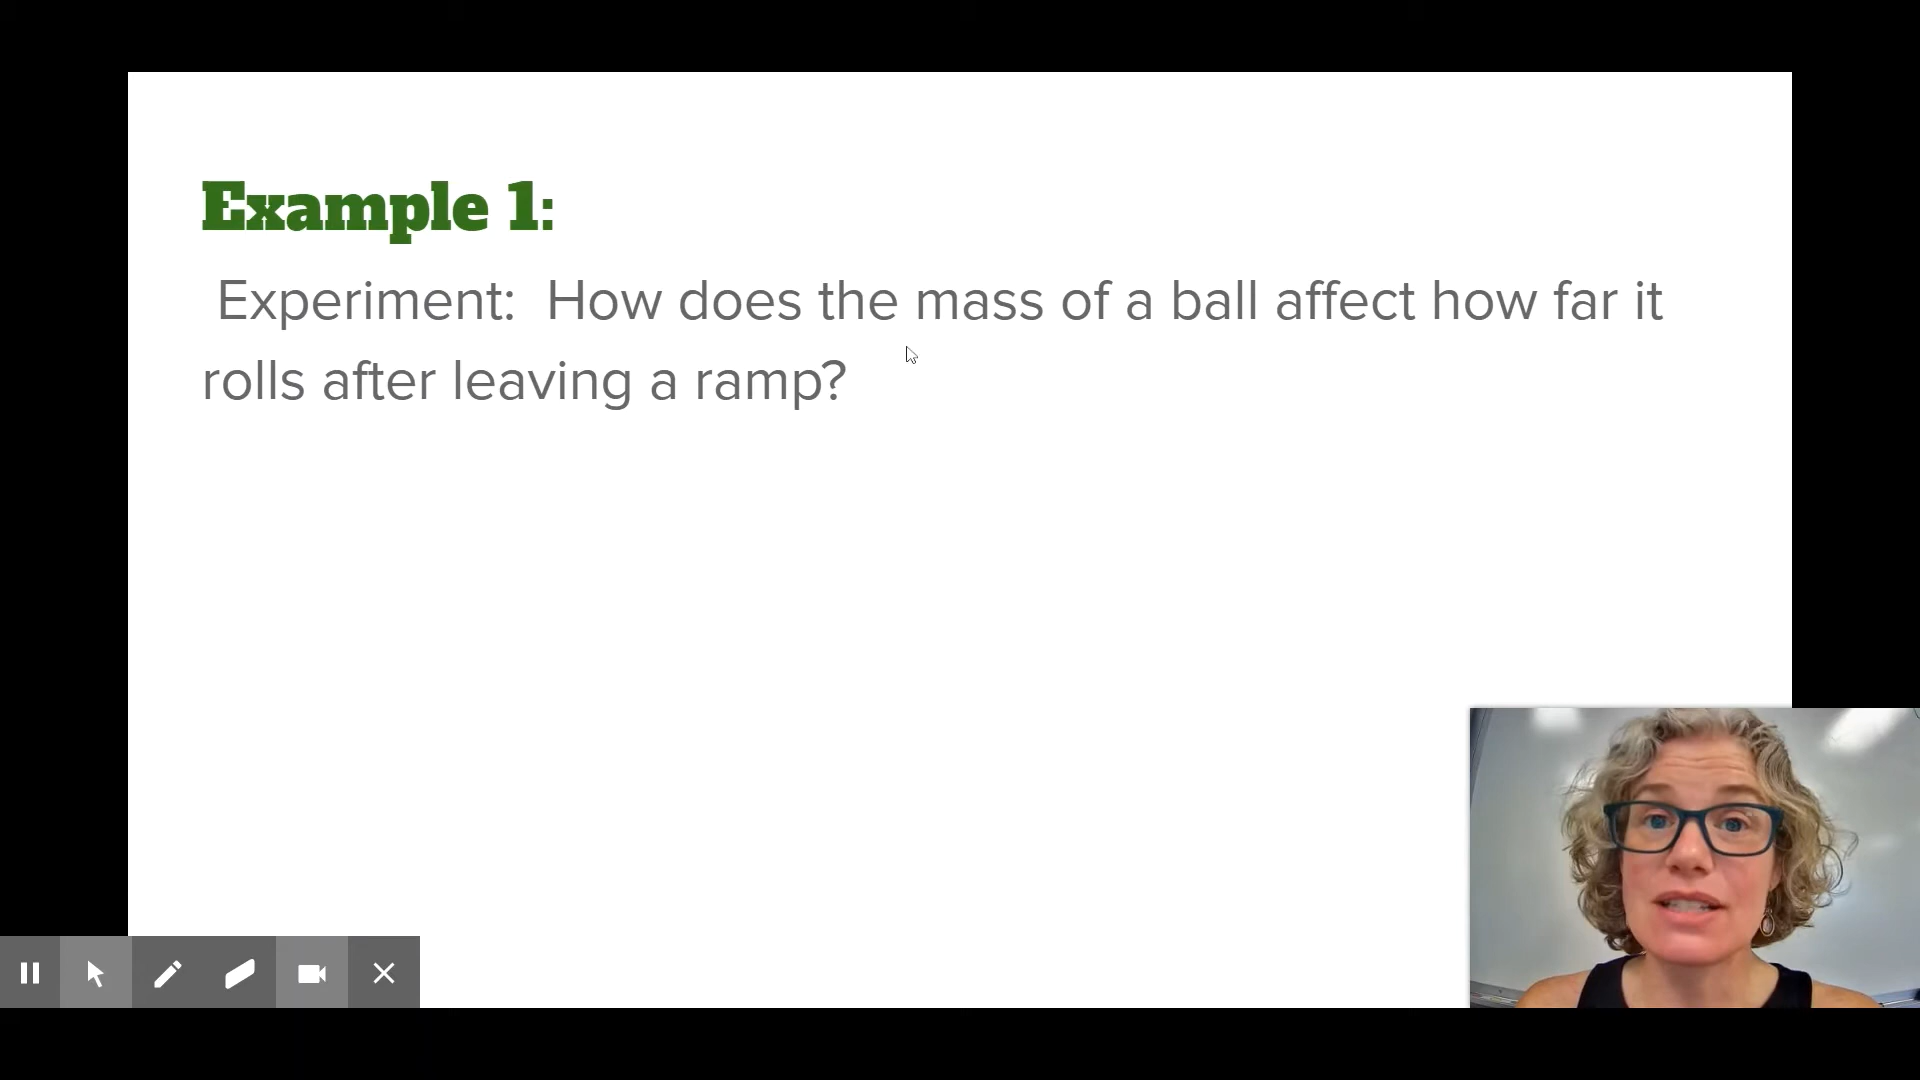 Example 1:
Experiment:  How does the mass of a ball affect how far it
rolls after leaving a ramp?